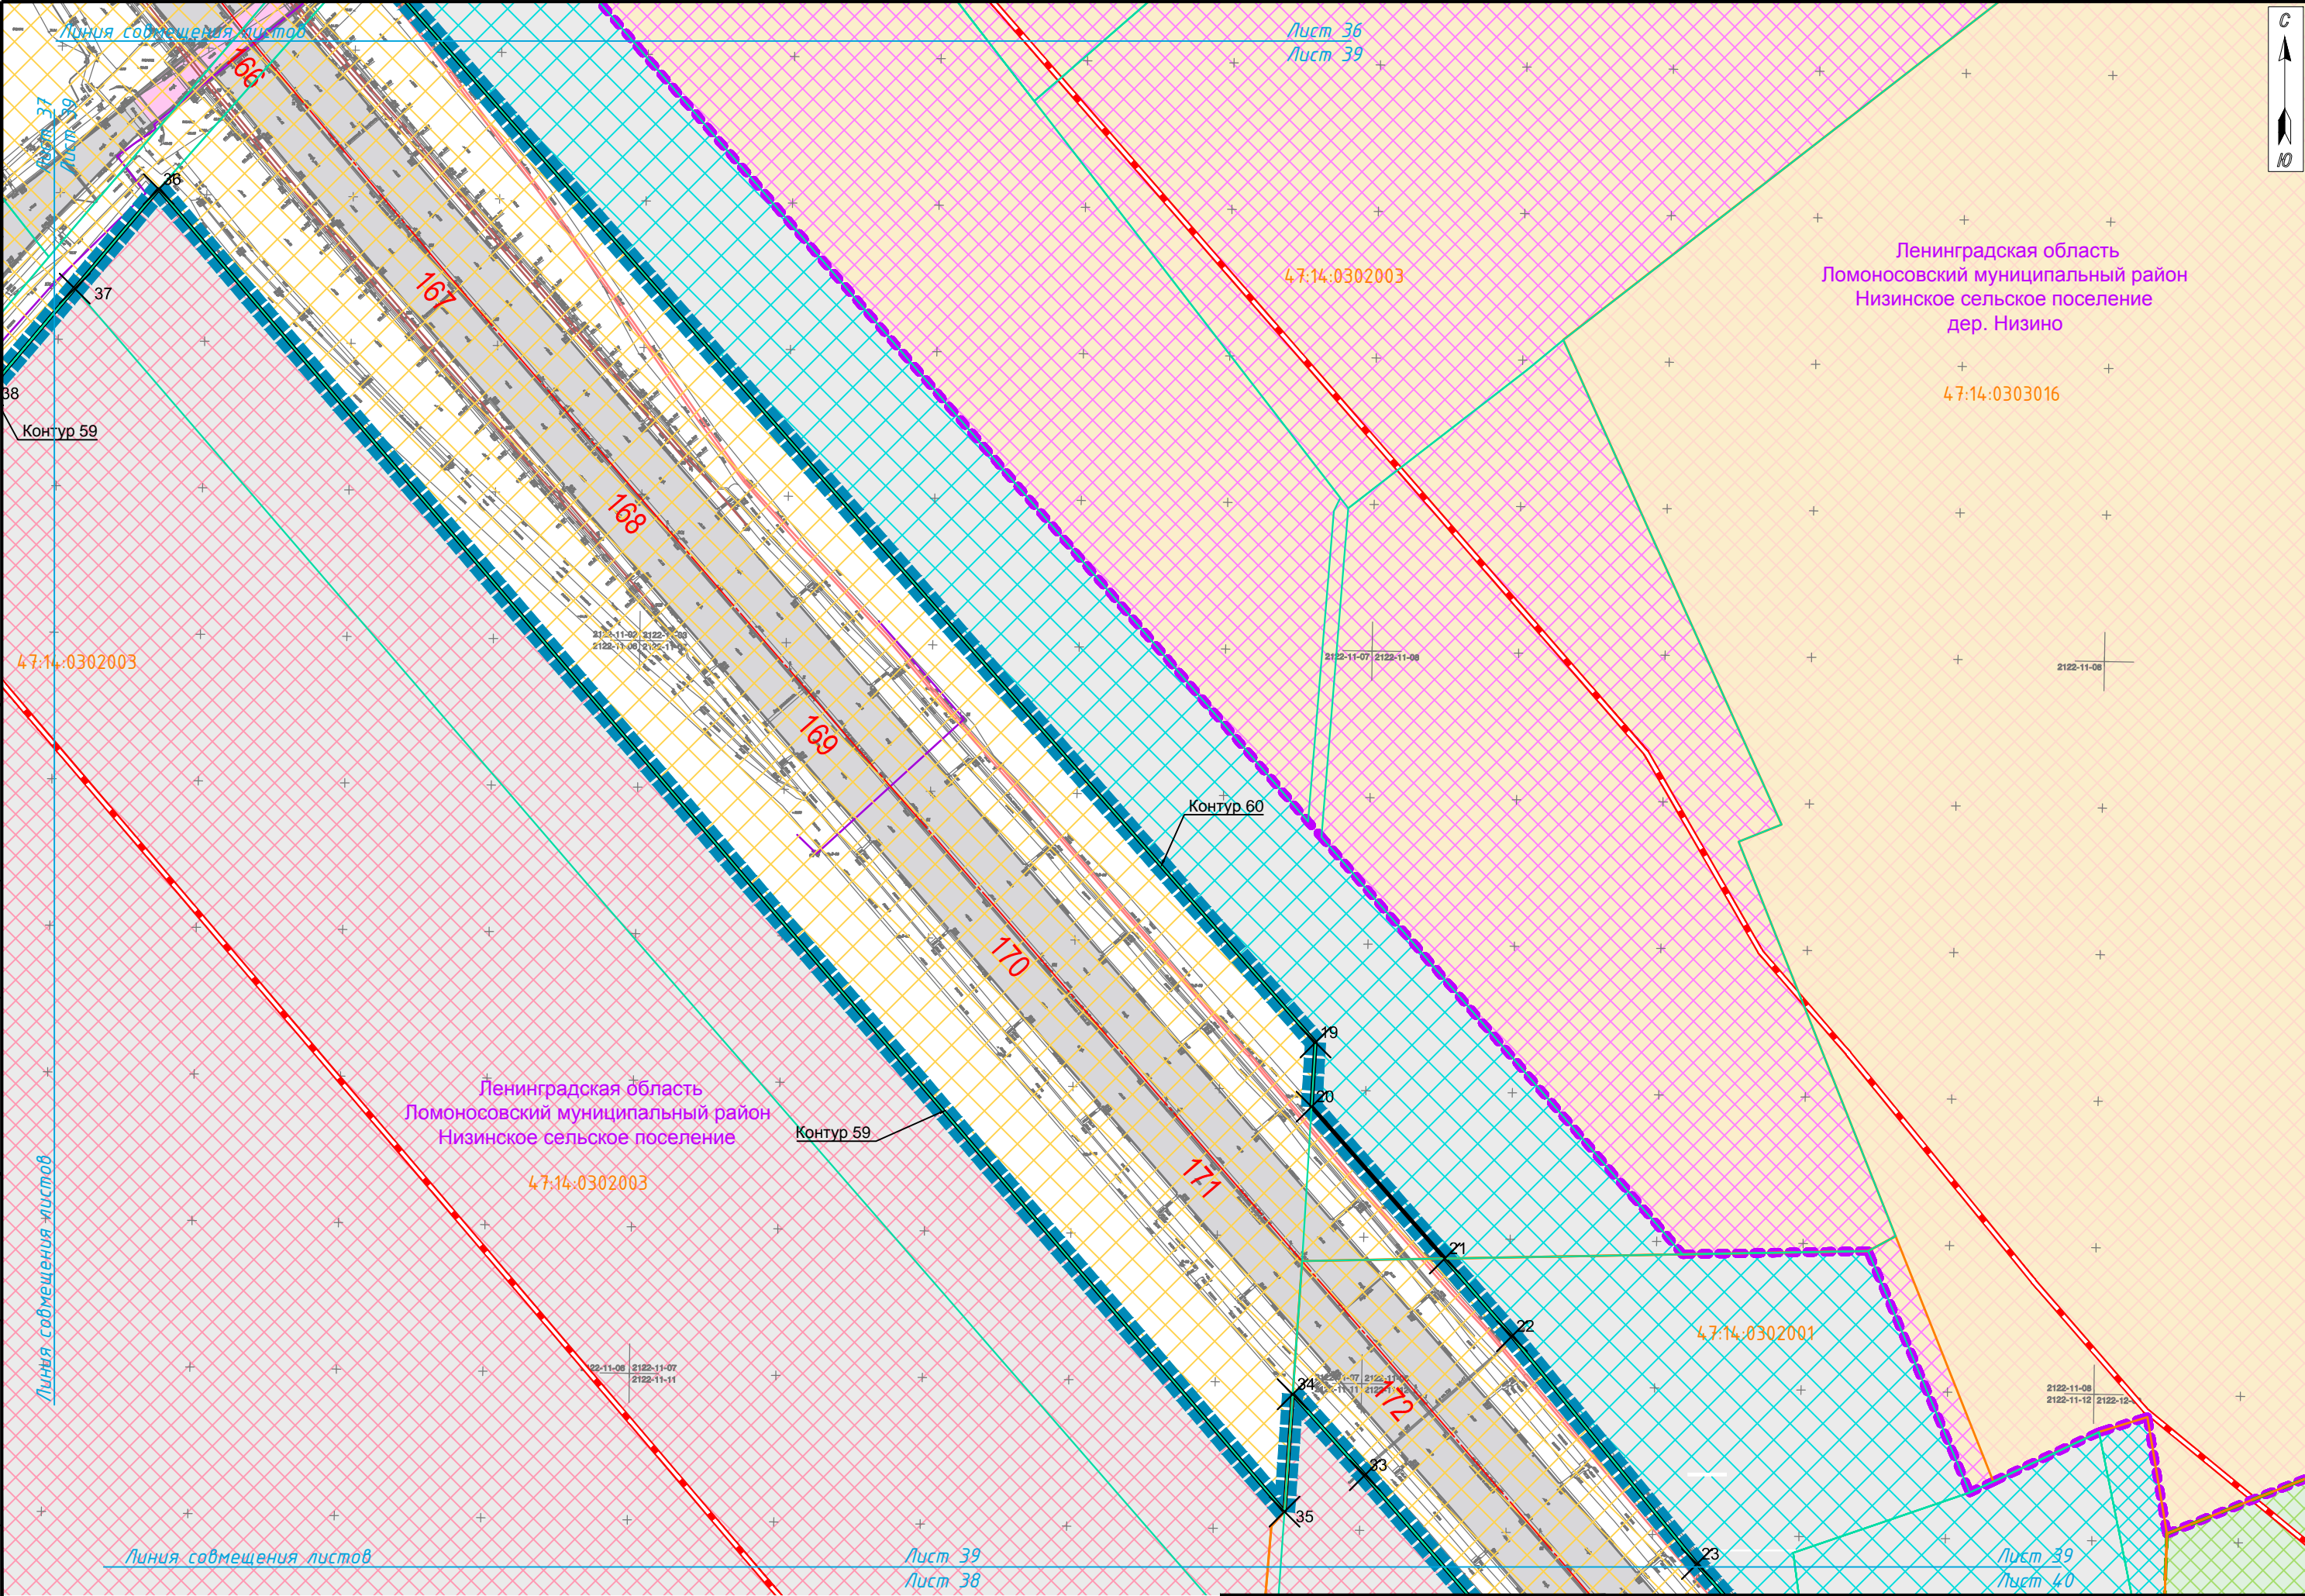 Линия совмещения листов
Лист 36
Лист 39
С
Ю
Лист 37
Лист 39
166
36
37
38
Контур 59
167
47:14:0302003
Ленинградская область
Ломоносовский муниципальный район
Низинское сельское поселение
дер. Низино
47:14:0303016
168
2122-11-07 2122-11-08
2122-11-08
47:14:0302003
169
Контур 60
170
19
20
Ленинградская область
Ломоносовский муниципальный район
Низинское сельское поселение
Контур 59
47:14:0302003
171
21
22
47:14:0302001
Линия совмещения листов
2122-11-07
2122-11-11
34
172
2122-11-08
2122-11-12
33
35
23
Линия совмещения листов
Лист 39
Лист 38
Лист 39
Лист 40